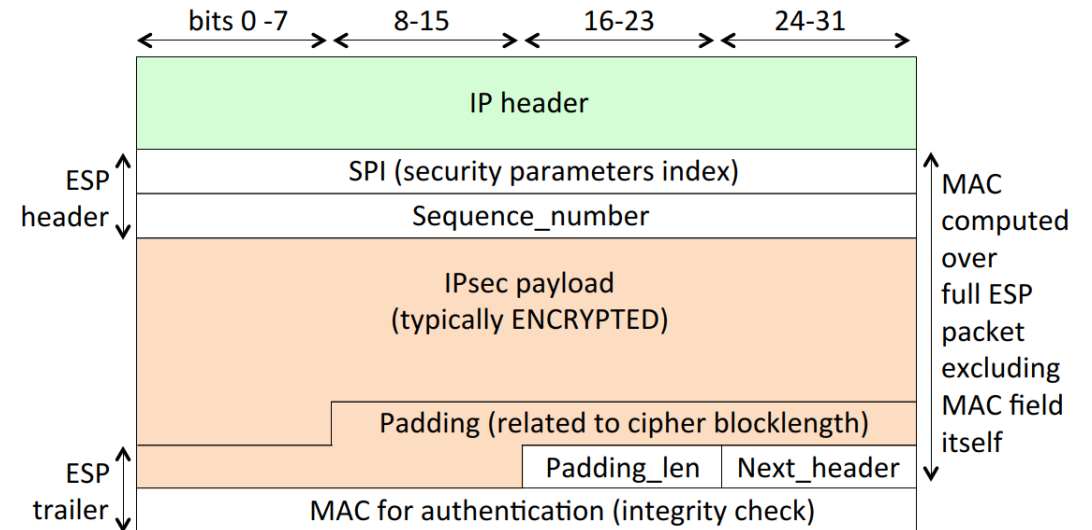 bits 0 -7 8-15 16-23 24-31
IP header
ESP
header
SPI (security parameters index)
Sequence_number
IPsec payload
(typically ENCRYPTED)
Padding (related to cipher blocklength)
ESP
trailer
Padding_len Next_header
MAC for authentication (integrity check)
MAC
computed
over
full ESP
packet
excluding
MAC field
itself